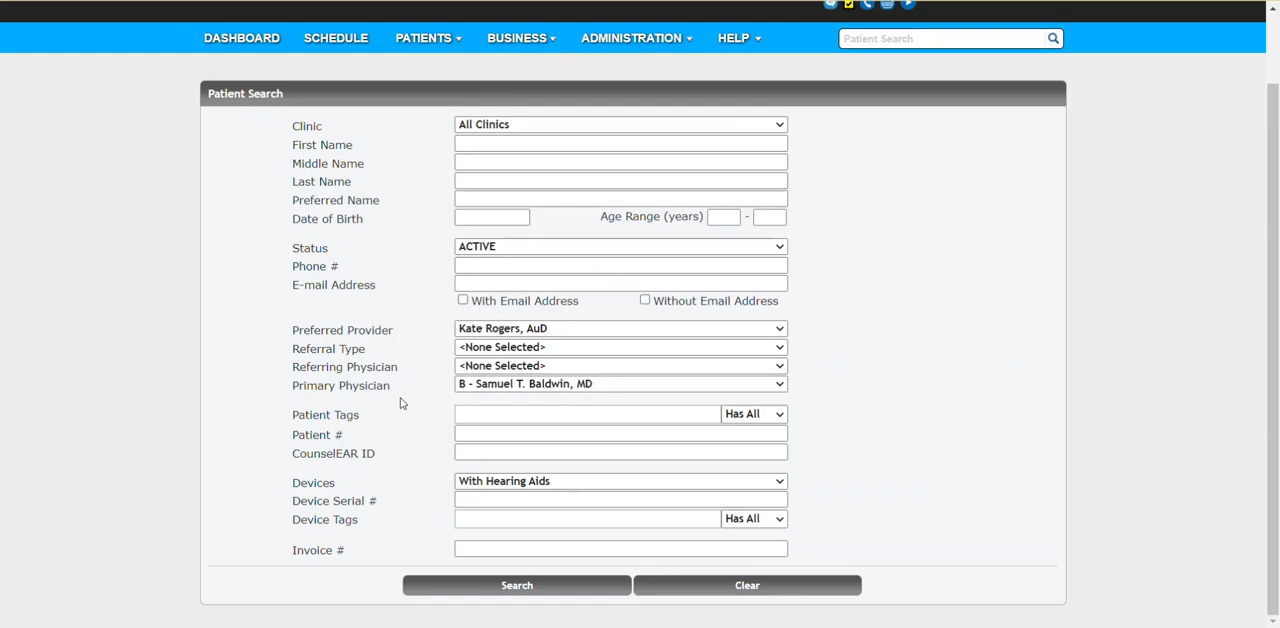 DASHBOARD SCHEDULE PATIENTS BUSINESS ADMINISTRATION HELP Patient Search
Patient Search
Clinic All Clinics
First Name
Middle Name
Last Name
Preferred Name
Date of Birth Age Range (years) -
Status ACTIVE
Phone #
E-mail Address
With Email Address Without Email Address
Preferred Provider Kate Rogers, AuD
Referral Type <None Selected>
Referring Physician <None Selected>
Primary Physician B - Samuel T. Baldwin, MD
Patient Tags Has All
Patient #
CounselEAR ID
Devices With Hearing Aids
Device Serial #
Device Tags Has All
Invoice #
Search Clear